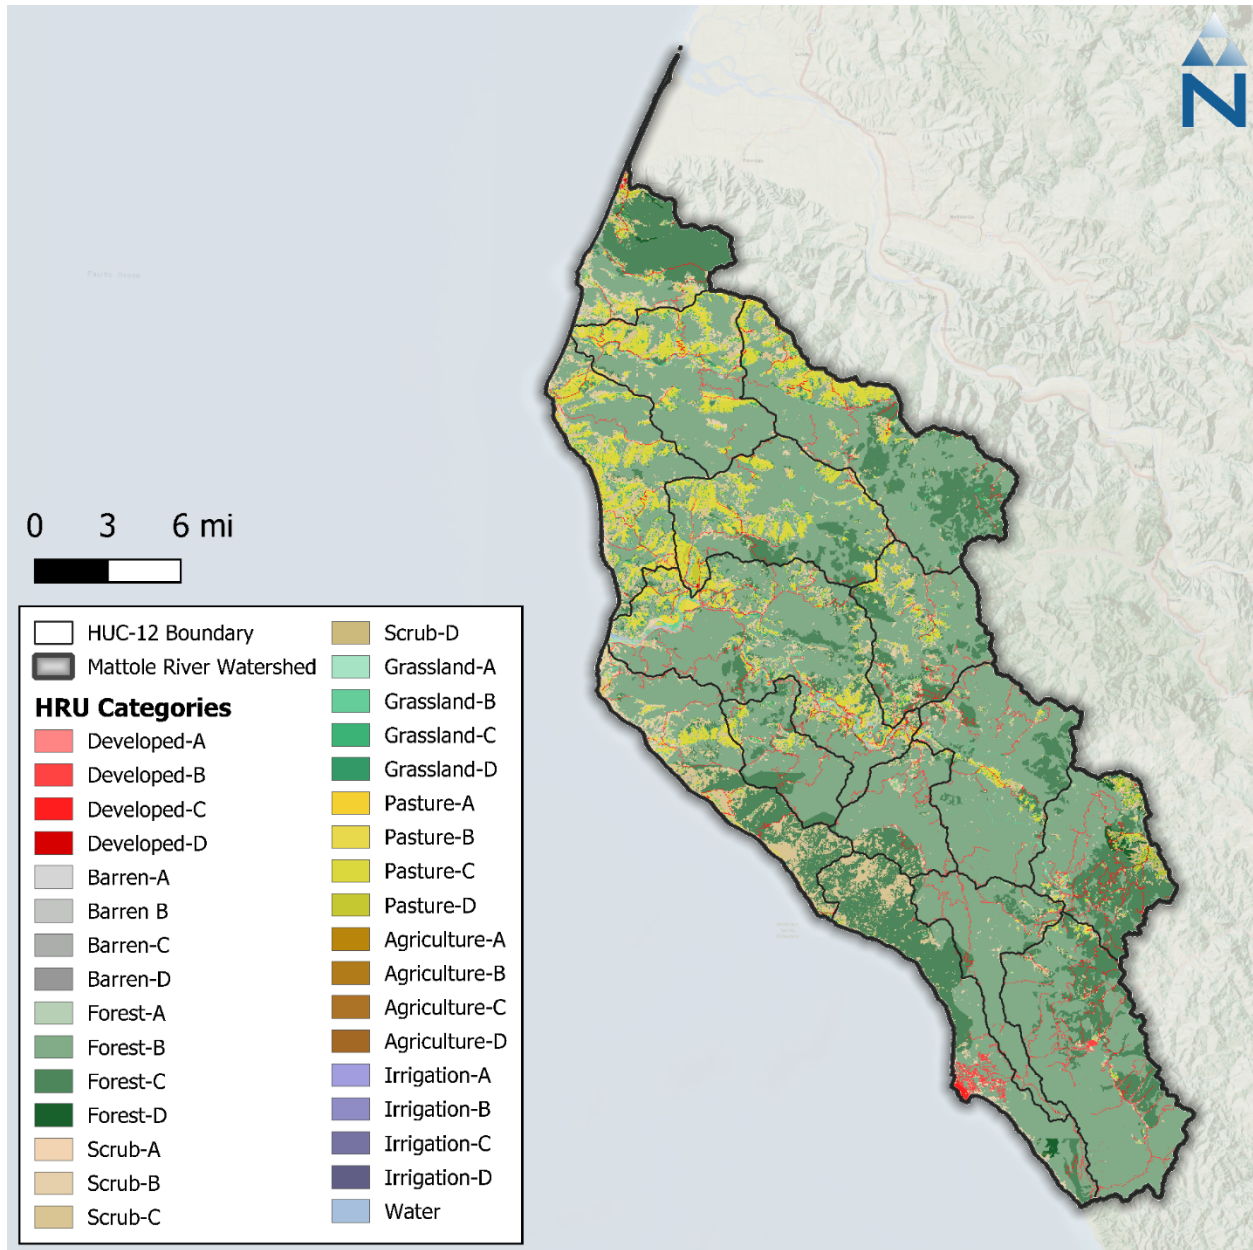 N
Pacific Ocean
0 3 6 mi
HUC-12 Boundary
Mattole River Watershed
HRU Categories
Developed-A
Developed-B
Developed-C
Developed-D
Barren-A
Barren B
Barren-C
Barren-D
Forest-A
Forest-B
Forest-C
Forest-D
Scrub-A
Scrub-B
Scrub-C
Scrub-D
Grassland-A
Grassland-B
Grassland-C
Grassland-D
Pasture-A
Pasture-B
Pasture-C
Pasture-D
Agriculture-A
Agriculture-B
Agriculture-C
Agriculture-D
Irrigation-A
Irrigation-B
Irrigation-C
Irrigation-D
Water